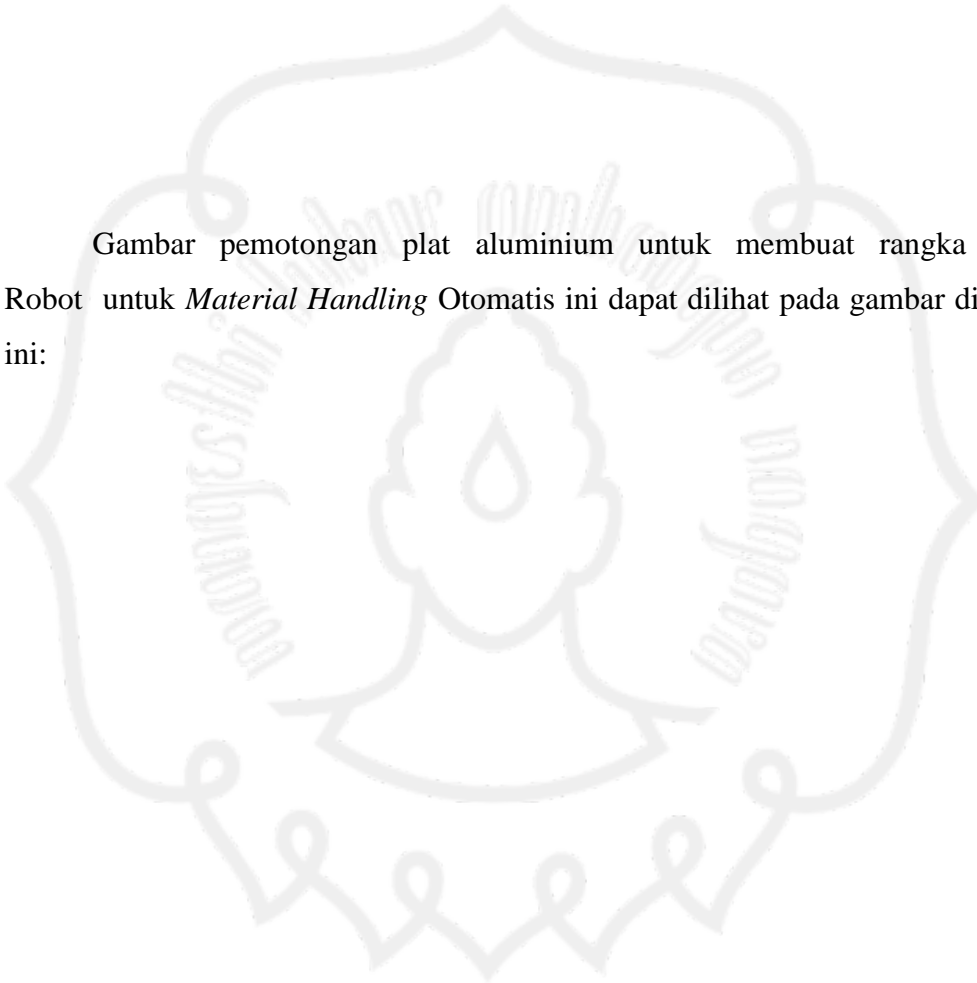 Gambar pemotongan plat aluminium untuk membuat rangka
Robot untuk Material Handling Otomatis ini dapat dilihat pada gambar di
ini: